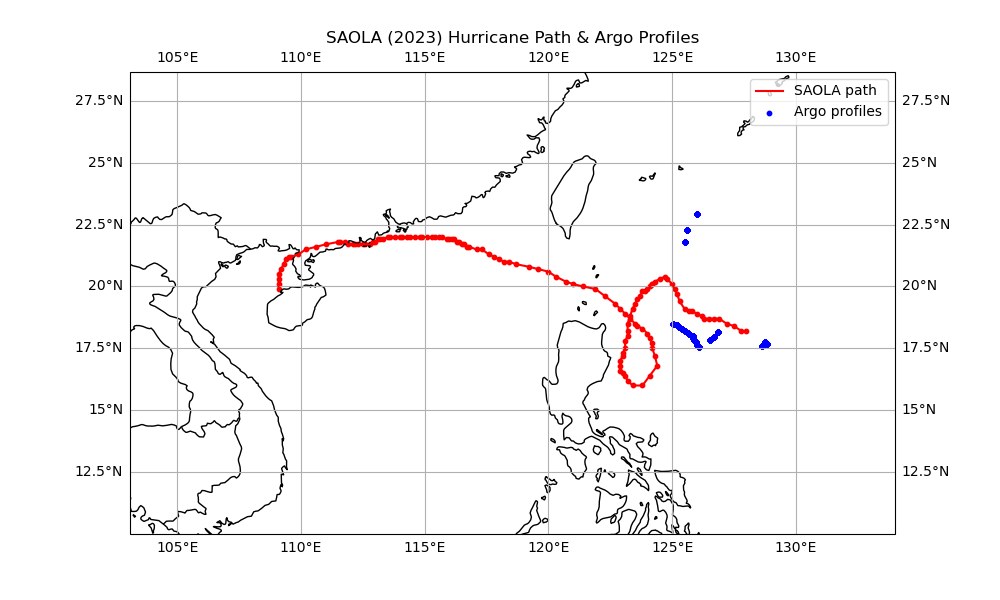 SAOLA (2023) Hurricane Path & Argo Profiles
105°E 110°E 115°E 120°E 125°E 130°E
27.5°N 27.5°N
SAOLA path
Argo profiles
25°N 25°N
22.5°N 22.5°N
20°N 20°N
17.5°N 17.5°N
15°N 15°N
12.5°N 12.5°N
105°E 110°E 115°E 120°E 125°E 130°E